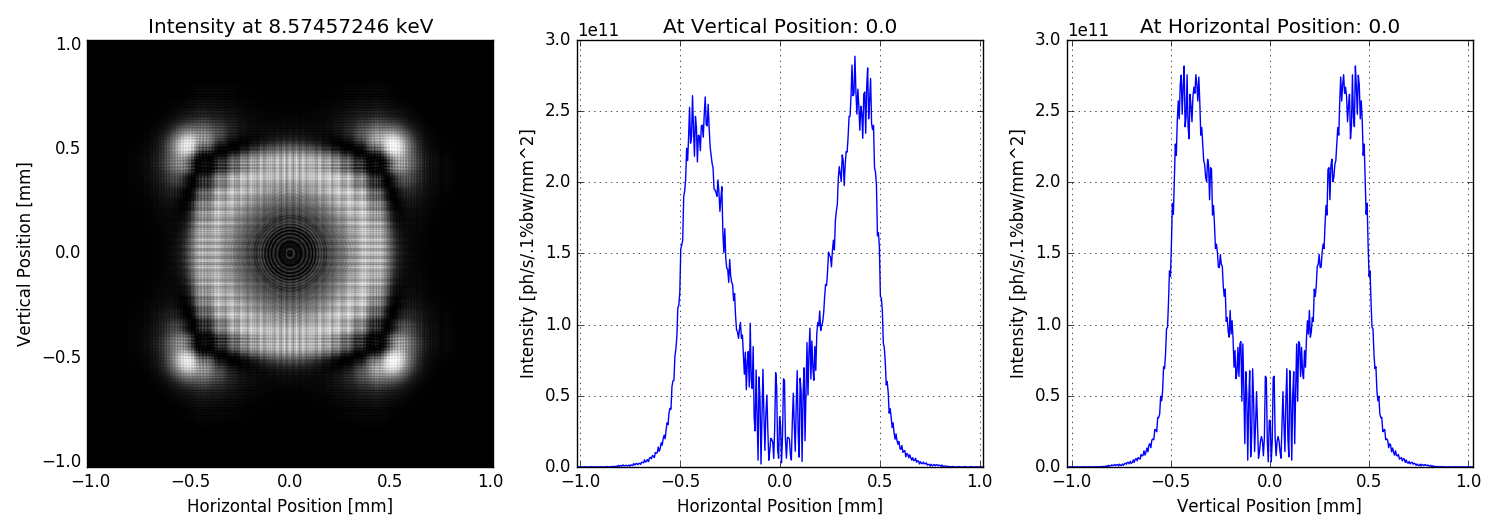 Intensity at 8.57457246 keV
1.0
0.5
0.0
−0.5
−1.0
Vertical Position [mm]
−1.0 −0.5 0.0 0.5 1.0
Horizontal Position [mm]
At Vertical Position: 0.0
1e11
3.0
2.5
2.0
1.5
1.0
0.5
0.0
Intensity [ph/s/.1%bw/mm^2]
−1.0 −0.5 0.0 0.5 1.0
Horizontal Position [mm]
At Horizontal Position: 0.0
1e11
3.0
2.5
2.0
1.5
1.0
0.5
0.0
Intensity [ph/s/.1%bw/mm^2]
−1.0 −0.5 0.0 0.5 1.0
Vertical Position [mm]